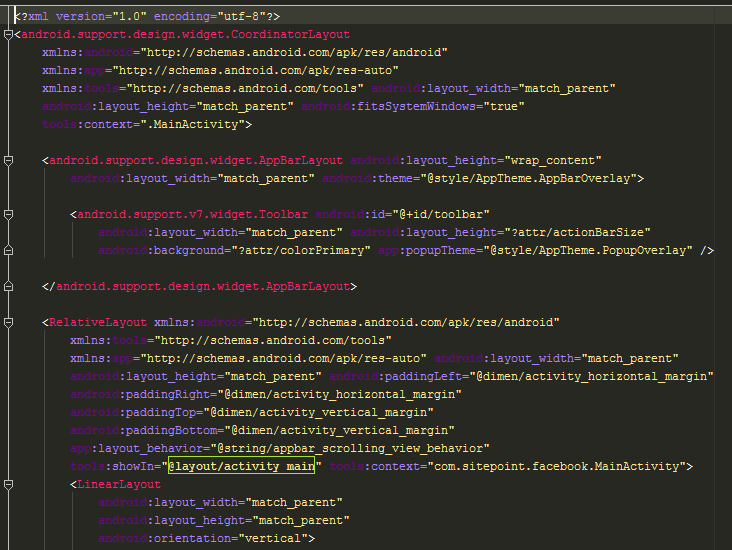 <?xml version="1.0" encoding="utf-8"?>
<android.support.design.widget.CoordinatorLayout
xmlns:android="http://schemas.android.com/apk/res/android"
xmlns:app="http://schemas.android.com/apk/res-auto"
xmlns:tools="http://schemas.android.com/tools" android:layout_width="match_parent"
android:layout_height="match_parent" android:fitsSystemWindows="true"
tools:context=".MainActivity">
<android.support.design.widget.AppBarLayout android:layout_height="wrap_content"
android:layout_width="match_parent" android:theme="@style/AppTheme.AppBarOverlay">
<android.support.v7.widget.Toolbar android:id="@+id/toolbar"
android:layout_width="match_parent" android:layout_height="?attr/actionBarSize"
android:background="?attr/colorPrimary" app:popupTheme="@style/AppTheme.PopupOverlay" />
</android.support.design.widget.AppBarLayout>
<RelativeLayout xmlns:android="http://schemas.android.com/apk/res/android"
xmlns:tools="http://schemas.android.com/tools"
xmlns:app="http://schemas.android.com/apk/res-auto" android:layout_width="match_parent"
android:layout_height="match_parent" android:paddingLeft="@dimen/activity_horizontal_margin"
android:paddingRight="@dimen/activity_horizontal_margin"
android:paddingTop="@dimen/activity_vertical_margin"
android:paddingBottom="@dimen/activity_vertical_margin"
app:layout_behavior="@string/appbar_scrolling_view_behavior"
tools:showIn="@layout/activity_main" tools:context="com.sitepoint.facebook.MainActivity">
<LinearLayout
android:layout_width="match_parent"
android:layout_height="match_parent"
android:orientation="vertical">